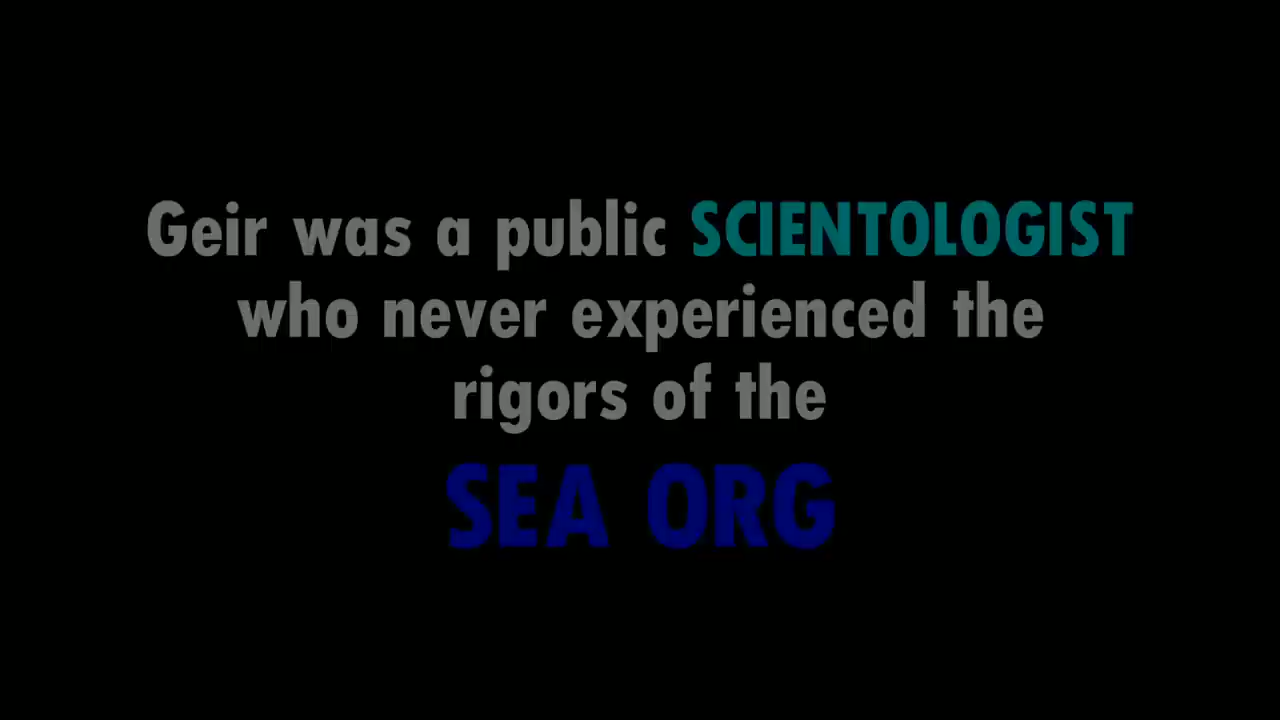 Geir was a public SCIENTOLOGIST
who never experienced the
rigors of the
SEA ORG